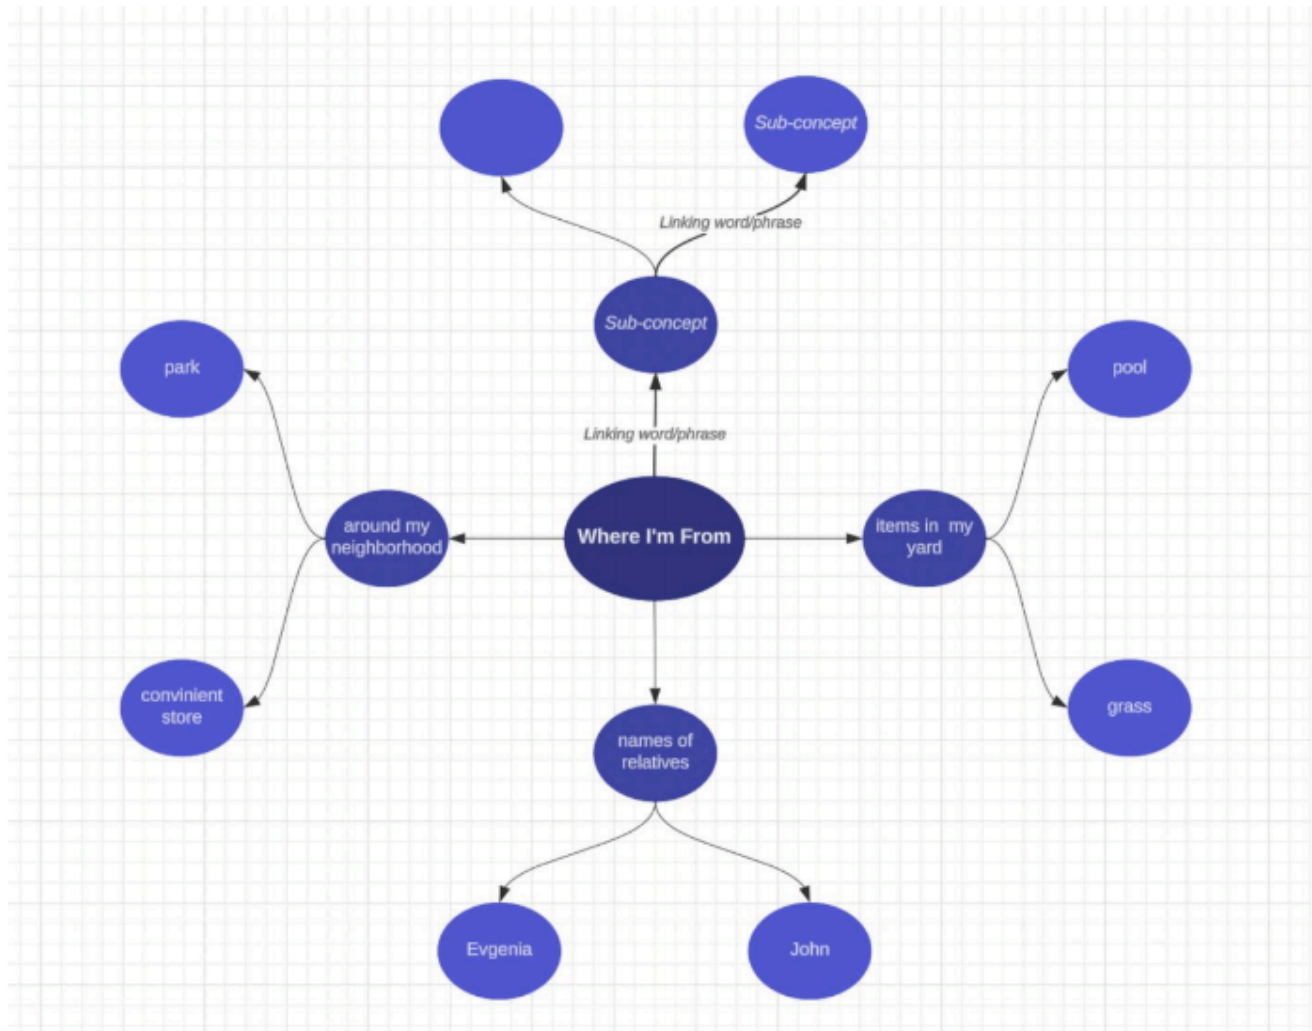 Sub-concept
Linking word/phrase
Sub-concept
park
pool
Linking word/phrase
around my
neighborhood
Where I'm From
items in  my
yard
convinient
store
grass
names of
relatives
Evgenia
John